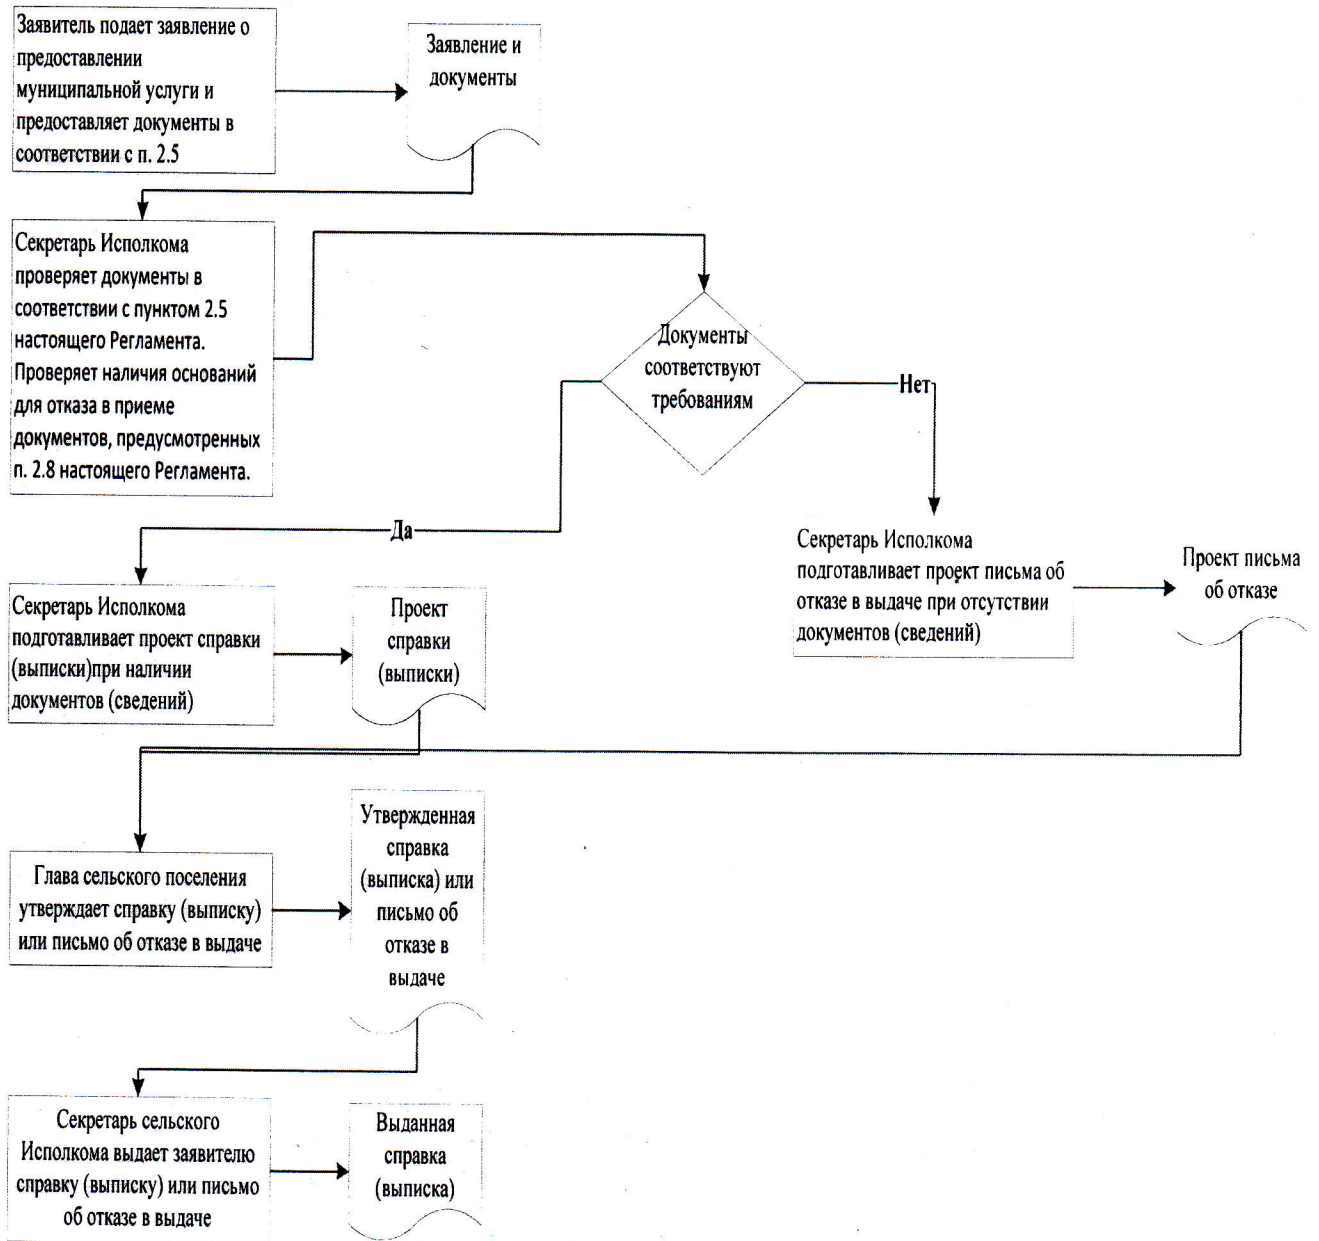 Заявитель подает заявление о
предоставлении
муниципальной услуги и
предоставляет документы в
соответствии с п. 2.5
Заявление и
документы
Секретарь Исполкома
проверяет документы в
соответствии с пунктом 2.5
настоящего Регламента.
Проверяет наличия оснований
для отказа в приеме
документов, предусмотренных
п. 2.8 настоящего Регламента.
Документы
соответствуют
требованиям
Нет
Да
Секретарь Исполкома
подготавливает проект письма об
отказе в выдаче при отсутствии
документов (сведений)
Проект письма
об отказе
Секретарь Исполкома
подготавливает проект справки
(выписки)при наличии
документов (сведений)
Проект
справки
(выписки)
Глава сельского поселения
утверждает справку (выписку)
или письмо об отказе в выдаче
Утвержденная
справка
(выписка) или
письмо об
отказе в
выдаче
Секретарь сельского
Исполкома выдает заявителю
справку (выписку) или письмо
об отказе в выдаче
Выданная
справка
(выписка)